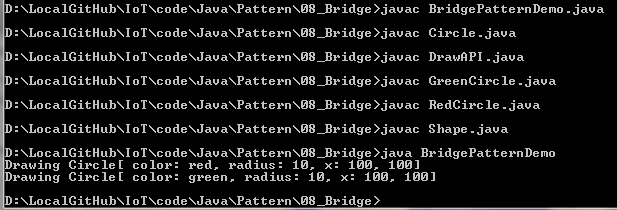 D:\LocalGitHub\IoT\code\Java\Pattern\08_Bridge>javac BridgePatternDemo.java
D:\LocalGitHub\IoT\code\Java\Pattern\08_Bridge>javac Circle.java
D:\LocalGitHub\IoT\code\Java\Pattern\08_Bridge>javac DrawAPI.java
D:\LocalGitHub\IoT\code\Java\Pattern\08_Bridge>javac GreenCircle.java
D:\LocalGitHub\IoT\code\Java\Pattern\08_Bridge>javac RedCircle.java
D:\LocalGitHub\IoT\code\Java\Pattern\08_Bridge>javac Shape.java
D:\LocalGitHub\IoT\code\Java\Pattern\08_Bridge>java BridgePatternDemo
Drawing Circle[ color: red, radius: 10, x: 100, 100]
Drawing Circle[ color: green, radius: 10, x: 100, 100]
D:\LocalGitHub\IoT\code\Java\Pattern\08_Bridge>